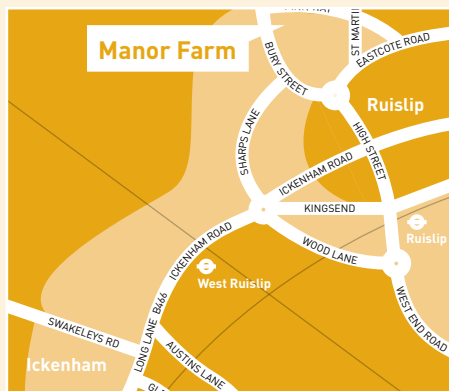 ST MARTIN
Manor Farm
BURY STREET
EASTCOTE ROAD
Ruislip
SHARPS LANE
HIGH STREET
ICKENHAM ROAD
KINGSEND
Ruislip
WOOD LANE
ICKENHAM ROAD
West Ruislip
WEST END ROAD
LONG LANE B466
SWAKELEYS RD
AUSTINS LANE
Ickenham